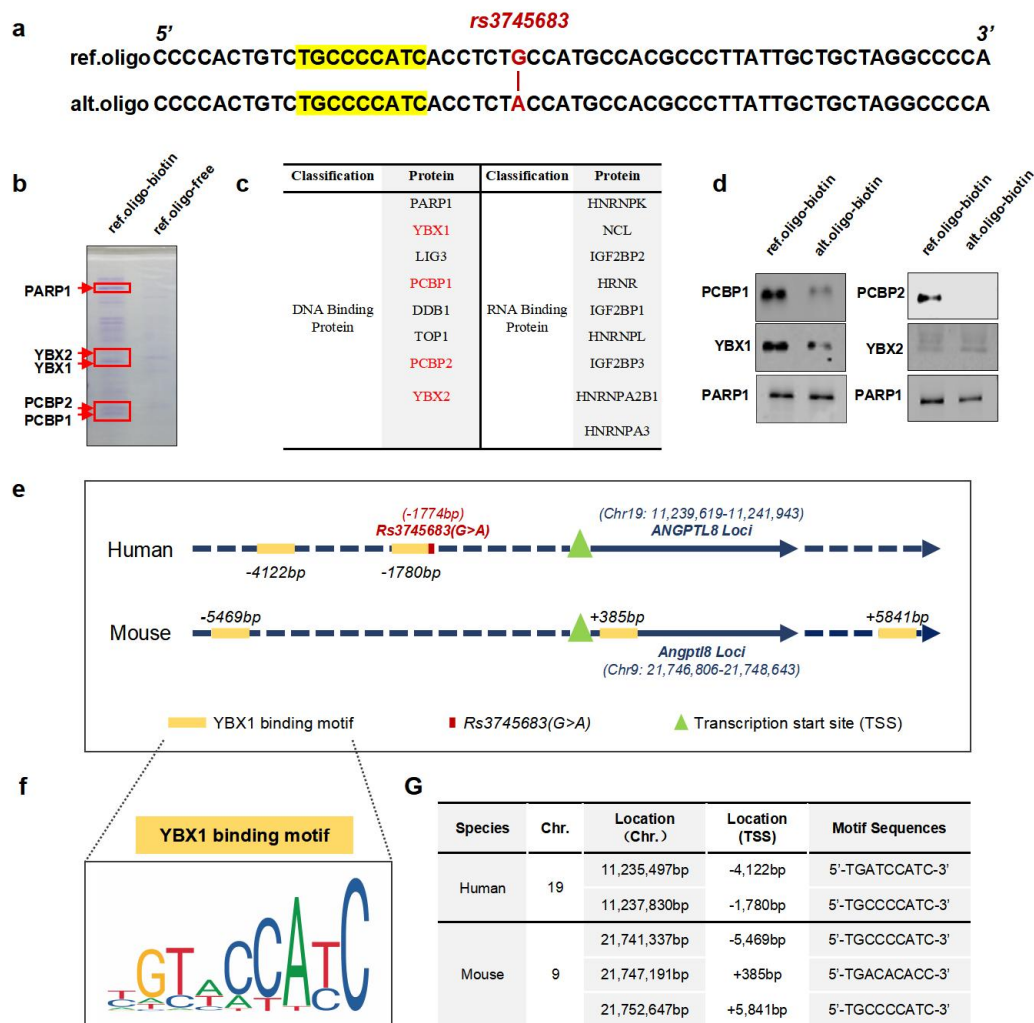 a
5’
rs3745683
3’
ref.oligo CCCCACTGTCTGCCCCATCACCTCTGCCATGCCACGCCCTTATTGCTGCTAGGCCCCA
alt.oligo CCCCACTGTCTGCCCCATCACCTCTACCATGCCACGCCCTTATTGCTGCTAGGCCCCA
b
ref.oligo-biotin
ref.oligo-free
PARP1
YBX2
YBX1
PCBP2
PCBP1
c
Classification Protein Classification Protein
PARP1 HNRNPK
YBX1 NCL
LIG3 IGF2BP2
PCBP1 HRNR
DNA Binding Protein DDB1 RNA Binding Protein IGF2BP1
TOP1 HNRNPL
PCBP2 IGF2BP3
YBX2 HNRNPA2B1
HNRNPA3
d
ref.oligo-biotin
alt.oligo-biotin
ref.oligo-biotin
alt.oligo-biotin
PCBP1
PCBP2
YBX1
YBX2
PARP1
PARP1
e
(-1774bp)
Rs3745683(G>A)
(Chr19: 11,239,619-11,241,943)
ANGPTL8 Loci
Human
-4122bp
-1780bp
-5469bp
+385bp
+5841bp
Mouse
Angptl8 Loci
(Chr9: 21,746,806-21,748,643)
YBX1 binding motif
Rs3745683(G>A)
Transcription start site (TSS)
f
YBX1 binding motif
GTACCATC
G
Species Chr. Location (Chr.) Location (TSS) Motif Sequences
Human 19 11,235,497bp -4,122bp 5’-TGATCCATC-3’
11,237,830bp -1,780bp 5’-TGCCCCATC-3’
Mouse 9 21,741,337bp -5,469bp 5’-TGCCCCATC-3’
21,747,191bp +385bp 5’-TGACACACC-3’
21,752,647bp +5,841bp 5’-TGCCCCATC-3’